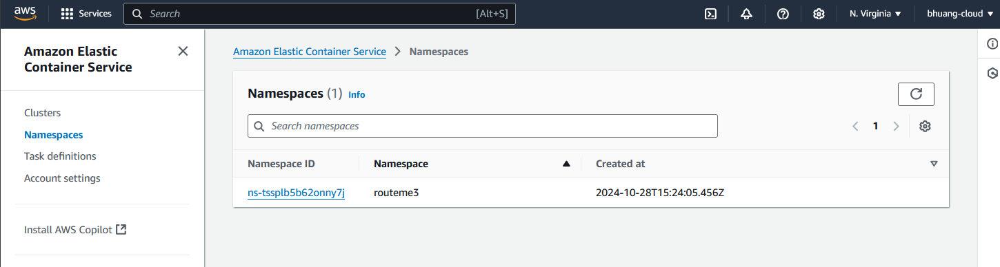 aws Services Search [Alt+S] N. Virginia bhuang-cloud
Amazon Elastic
Container Service
Clusters
Namespaces
Task definitions
Account settings
Install AWS Copilot
Amazon Elastic Container Service Namespaces
Namespaces (1) Info
Search namespaces 1
Namespace ID Namespace Created at
ns-tssplb5b62onny7j routeme3 2024-10-28T15:24:05.456Z